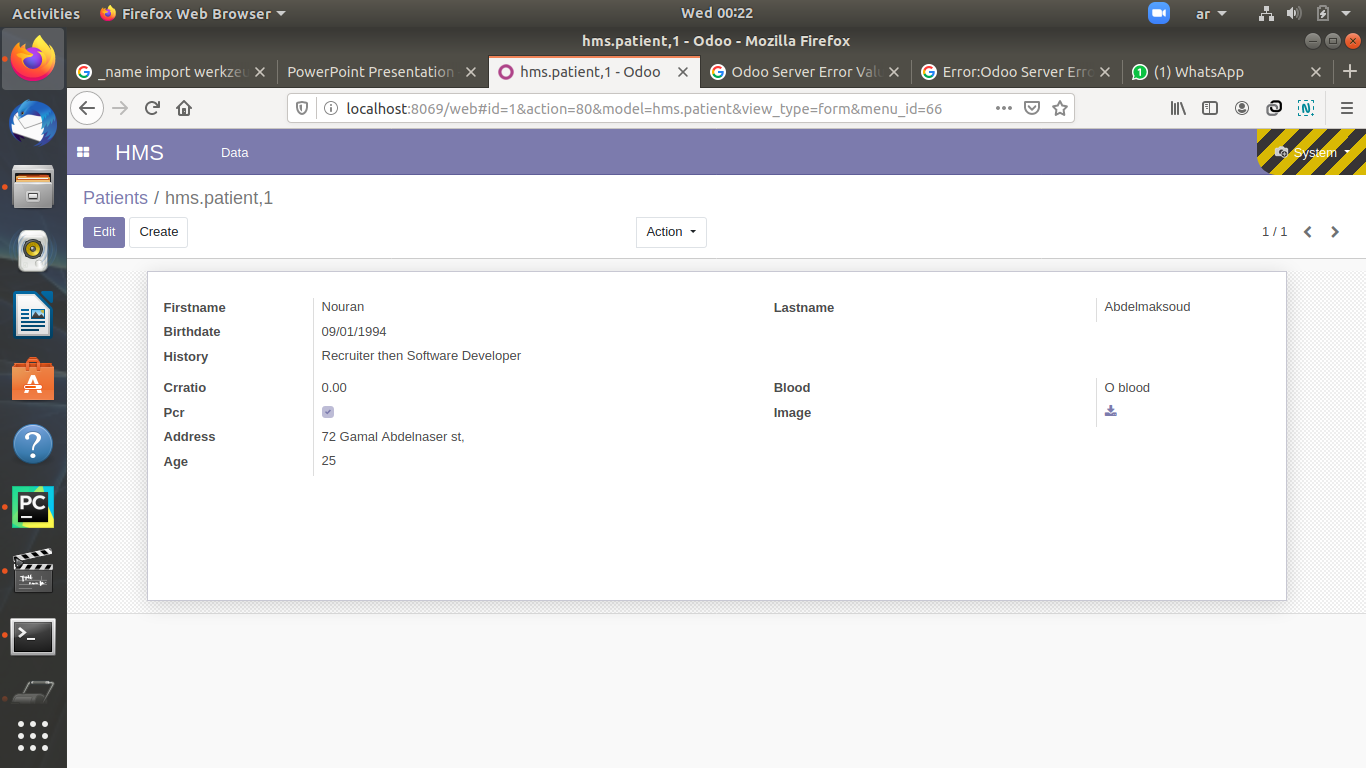 Activities Firefox Web Browser Wed 00:22 ar
hms.patient,1 - Odoo - Mozilla Firefox
_name import werkzeu PowerPoint Presentation - hms.patient,1 - Odoo Odoo Server Error Valu Error:Odoo Server Erro (1) WhatsApp
localhost:8069/web#id=1&action=80&model=hms.patient&view_type=form&menu_id=66
HMS Data System
Patients / hms.patient,1
Edit Create Action 1 / 1
Firstname Nouran Lastname Abdelmaksoud
Birthdate 09/01/1994
History Recruiter then Software Developer
Crratio 0.00 Blood O blood
Pcr Image
Address 72 Gamal Abdelnaser st,
Age 25